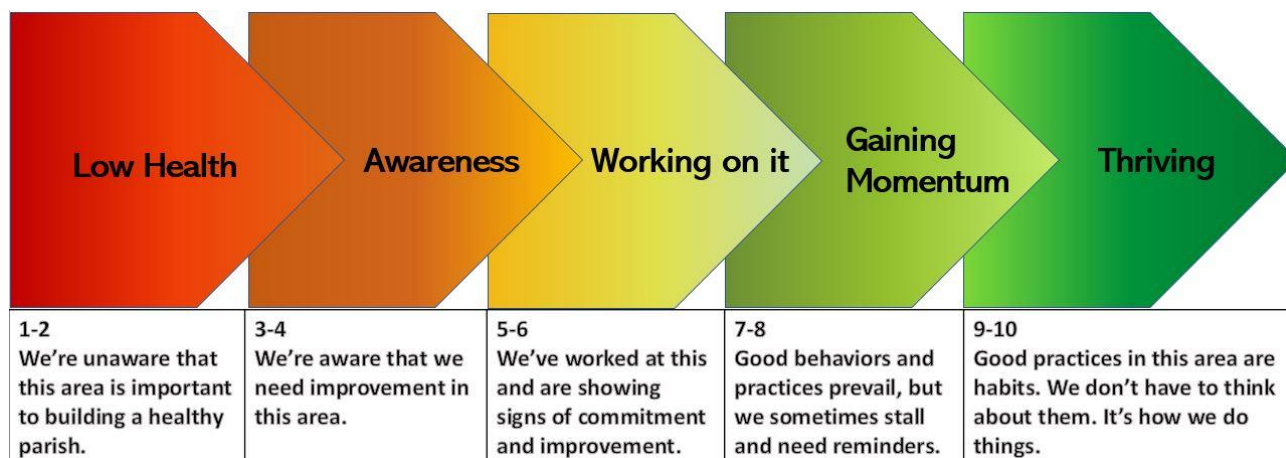 Low Health
Awareness
Working on it
Gaining
Momentum
Thriving
1-2
We’re unaware that
this area is important
to building a healthy
parish.
3-4
We’re aware that we
need improvement in
this area.
5-6
We’ve worked at this
and are showing
signs of commitment
and improvement.
7-8
Good behaviors and
practices prevail, but
we sometimes stall
and need reminders.
9-10
Good practices in this area are
habits. We don’t have to think
about them. It’s how we do
things.